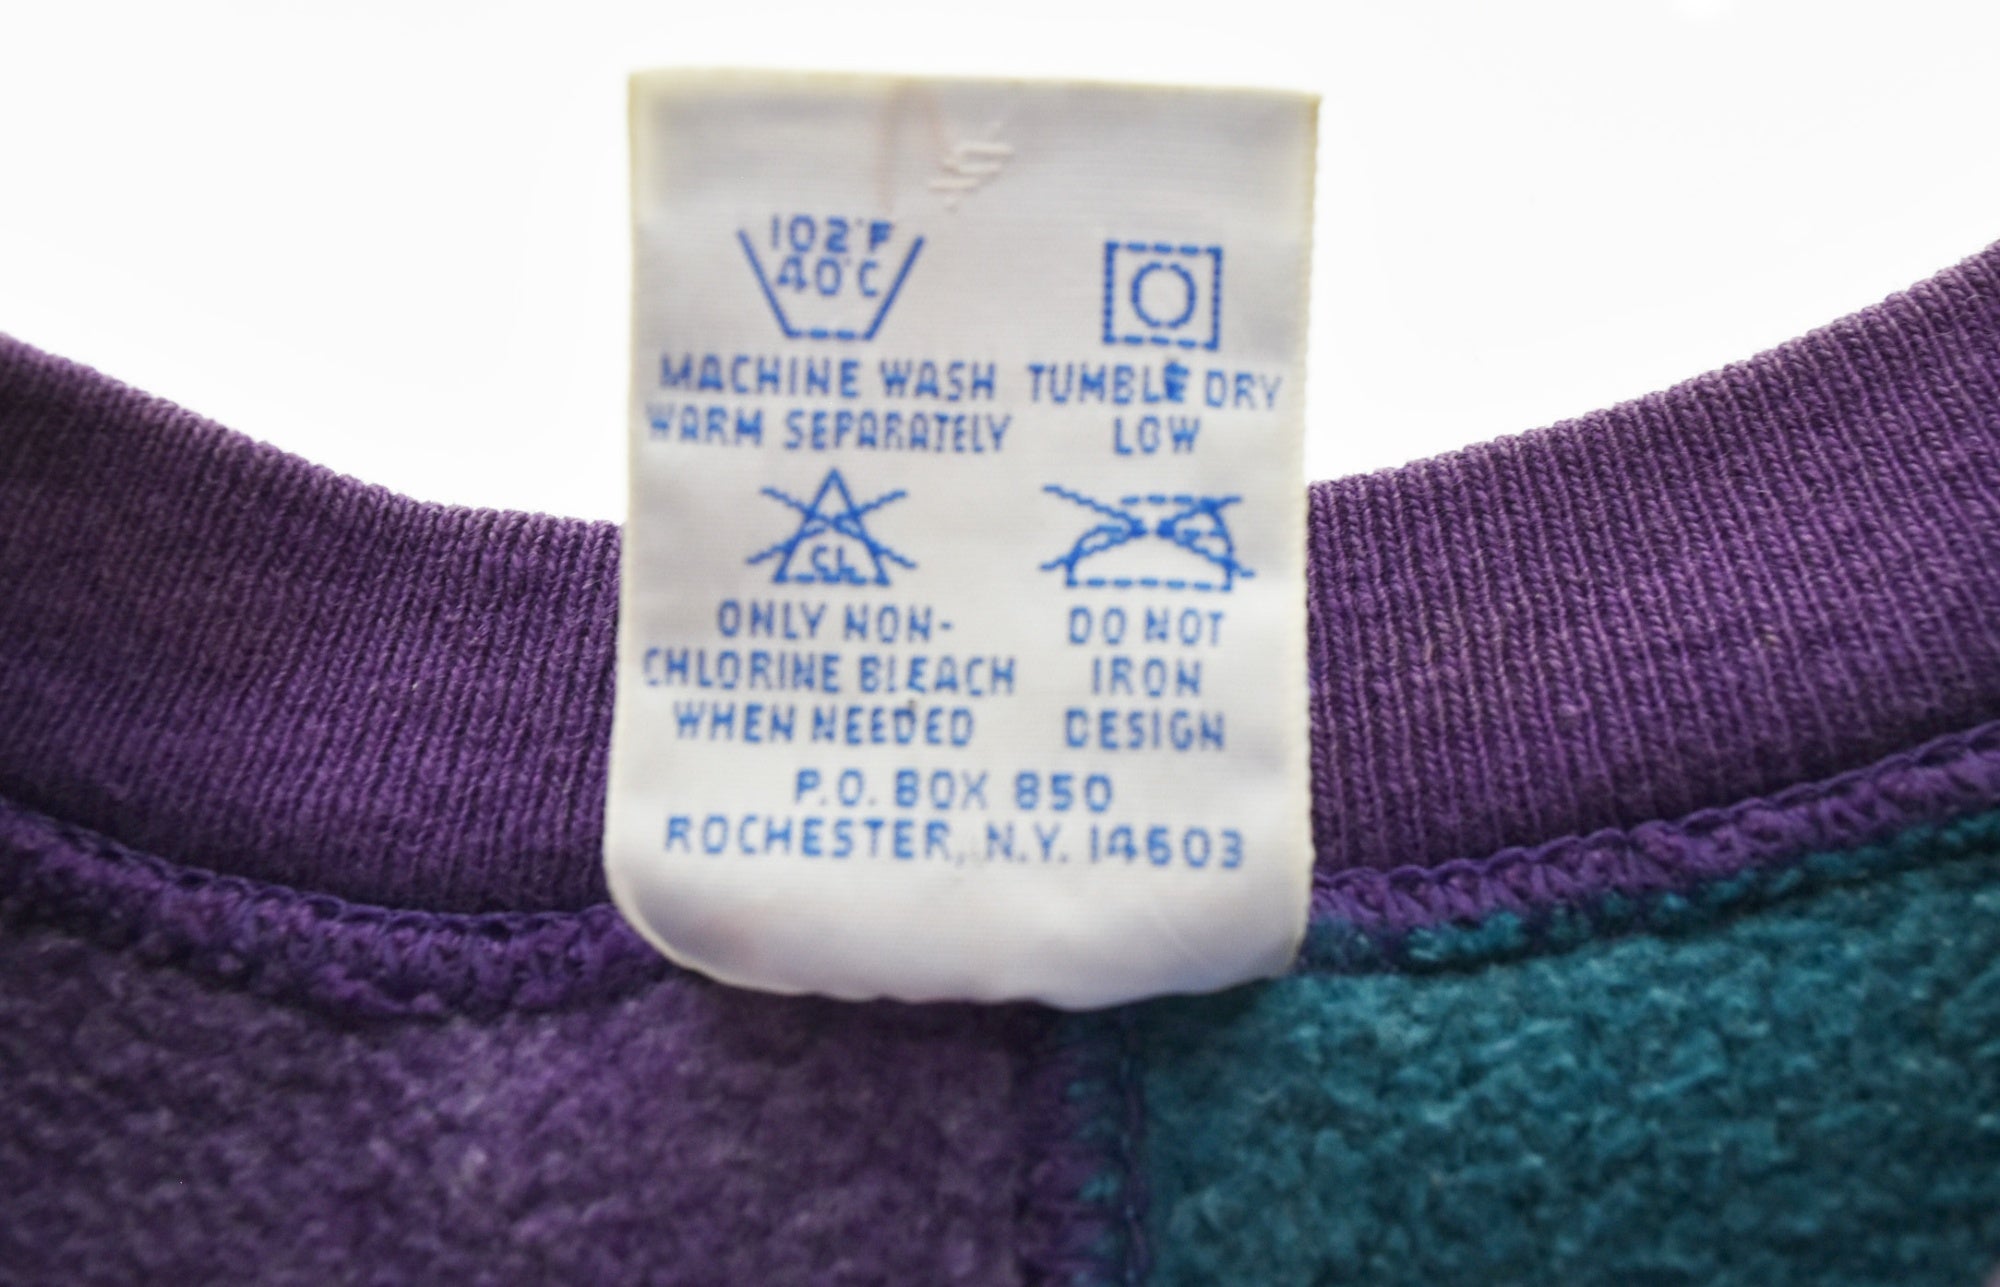 102°F
40°C
MACHINE WASH
WARM SEPARATELY
TUMBLE DRY
LOW
CL
ONLY NON-
CHLORINE BLEACH
WHEN NEEDED
DO NOT
IRON
DESIGN
P.O. BOX 850
ROCHESTER, N.Y. 14603